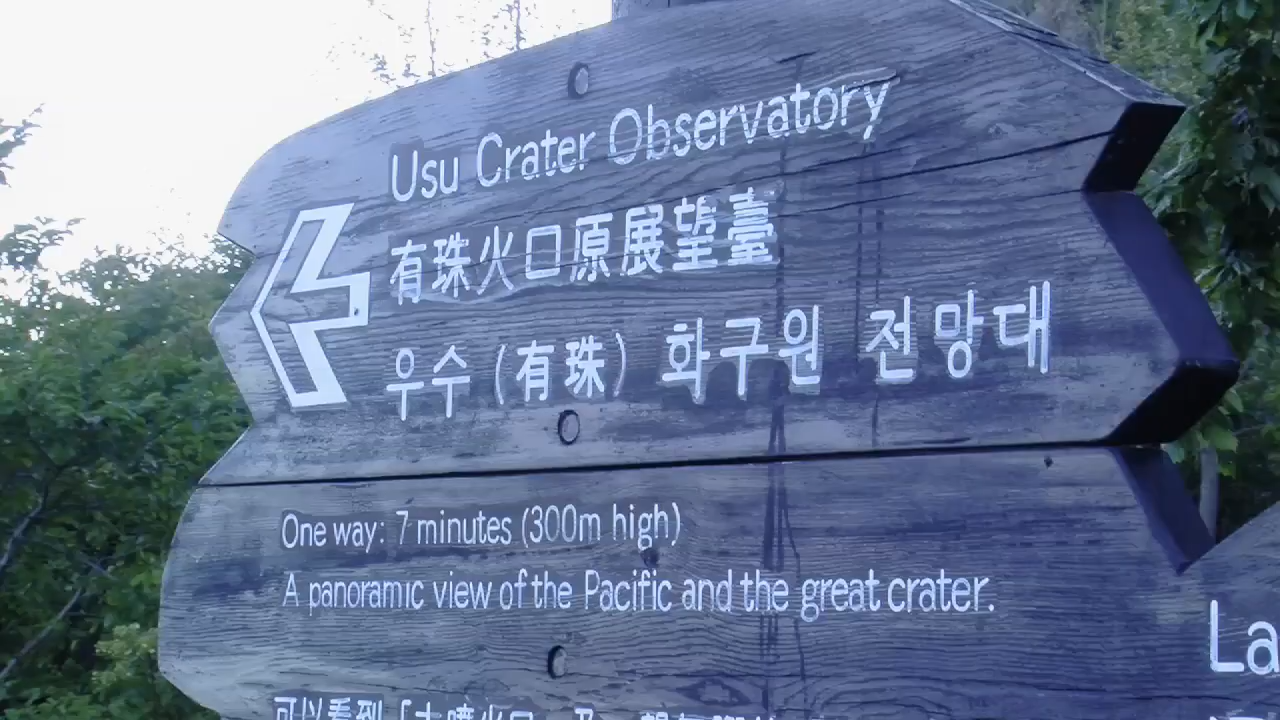 Usu Crater Observatory
有珠火口原展望臺
우수 (有珠) 화구원 전망대
One way: 7 minutes (300m high)
A panoramic view of the Pacific and the great crater.
La
可以看到「大噴火口